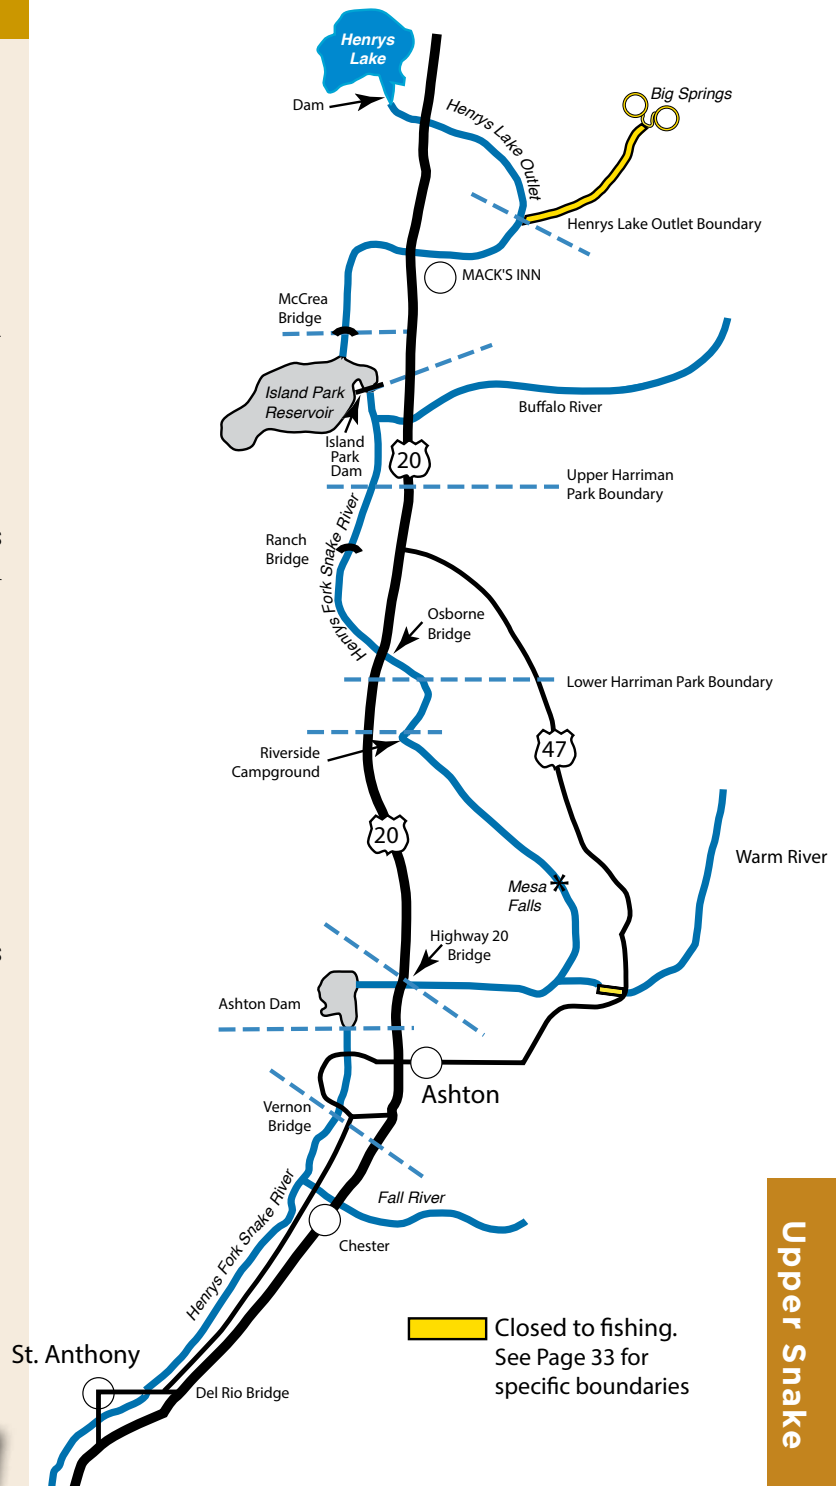 Henrys
Lake
Dam
Henrys Lake Outlet
Big Springs
Henrys Lake Outlet Boundary
MACK'S INN
McCrea
Bridge
Island Park
Reservoir
Buffalo River
Island
Park
Dam
20
Upper Harriman
Park Boundary
Ranch
Bridge
Henrys Fork Snake River
Osborne
Bridge
Lower Harriman Park Boundary
47
Riverside
Campground
20
Warm River
Mesa
Falls
Highway 20
Bridge
Ashton Dam
Ashton
Vernon
Bridge
Henrys Fork Snake River
Fall River
Chester
Closed to fishing.
See Page 33 for
specific boundaries
St. Anthony
Del Rio Bridge
Upper Snake